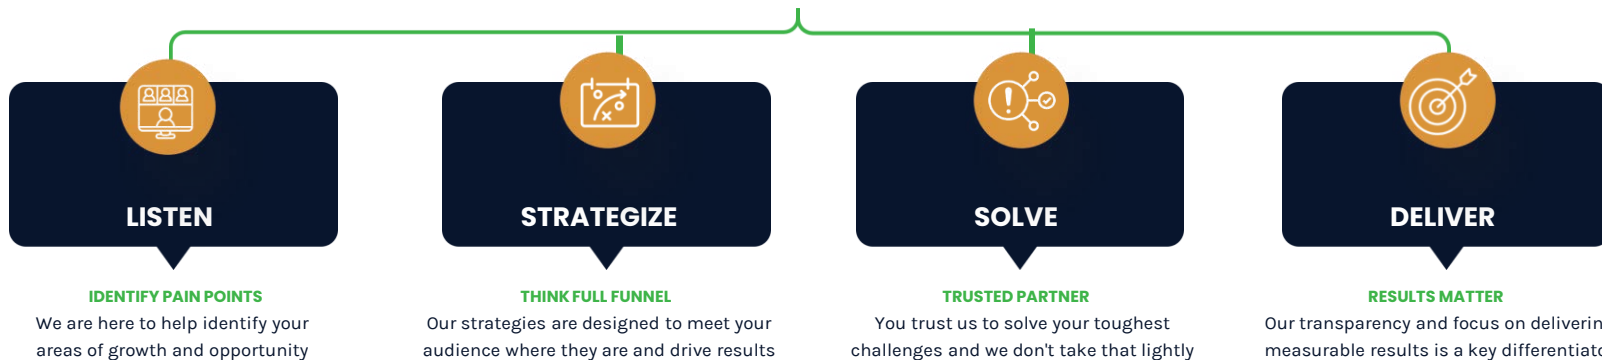 LISTEN
IDENTIFY PAIN POINTS
We are here to help identify your
areas of growth and opportunity
STRATEGIZE
THINK FULL FUNNEL
Our strategies are designed to meet your
audience where they are and drive results
SOLVE
TRUSTED PARTNER
You trust us to solve your toughest
challenges and we don't take that lightly
DELIVER
RESULTS MATTER
Our transparency and focus on
measurable results is a key